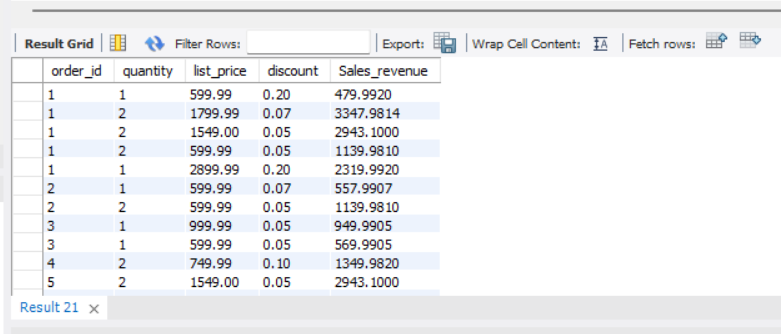 Result Grid Filter Rows: Export: Wrap Cell Content: IA Fetch rows:
order_id quantity list_price discount Sales_revenue
1 1 599.99 0.20 479.9920
1 2 1799.99 0.07 3347.9814
1 2 1549.00 0.05 2943.1000
1 2 599.99 0.05 1139.9810
1 1 2899.99 0.20 2319.9920
2 1 599.99 0.07 557.9907
2 2 599.99 0.05 1139.9810
3 1 999.99 0.05 949.9905
3 1 599.99 0.05 569.9905
4 2 749.99 0.10 1349.9820
5 2 1549.00 0.05 2943.1000
Result 21 ×